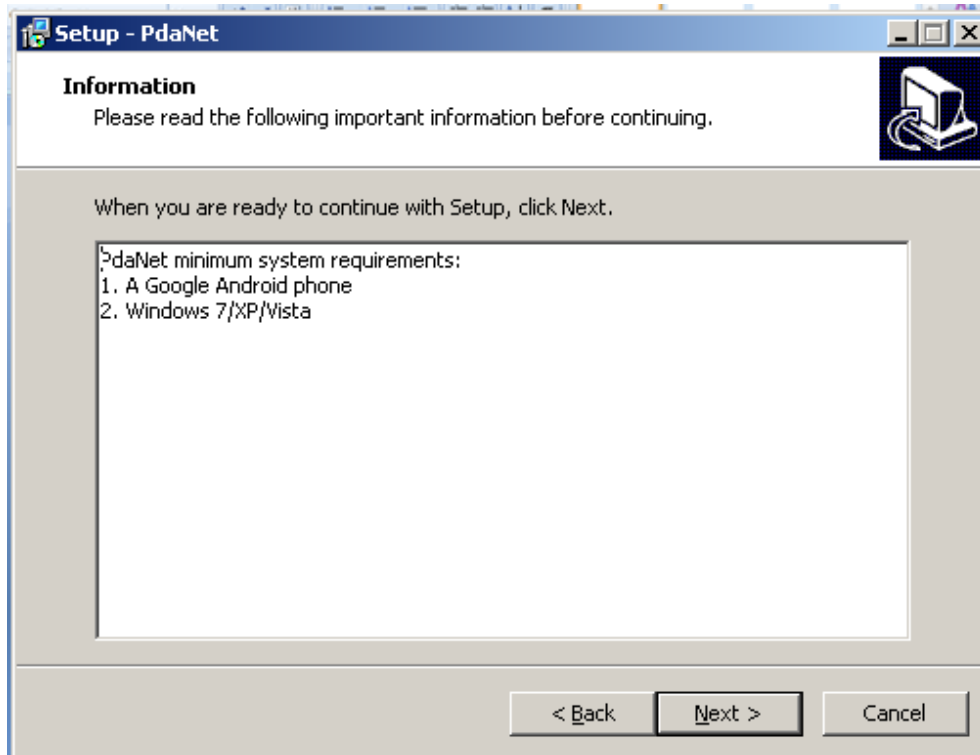 Setup - PdaNet
Information
Please read the following important information before continuing.
When you are ready to continue with Setup, click Next.
PdaNet minimum system requirements:
1. A Google Android phone
2. Windows 7/XP/Vista
< Back
Next >
Cancel